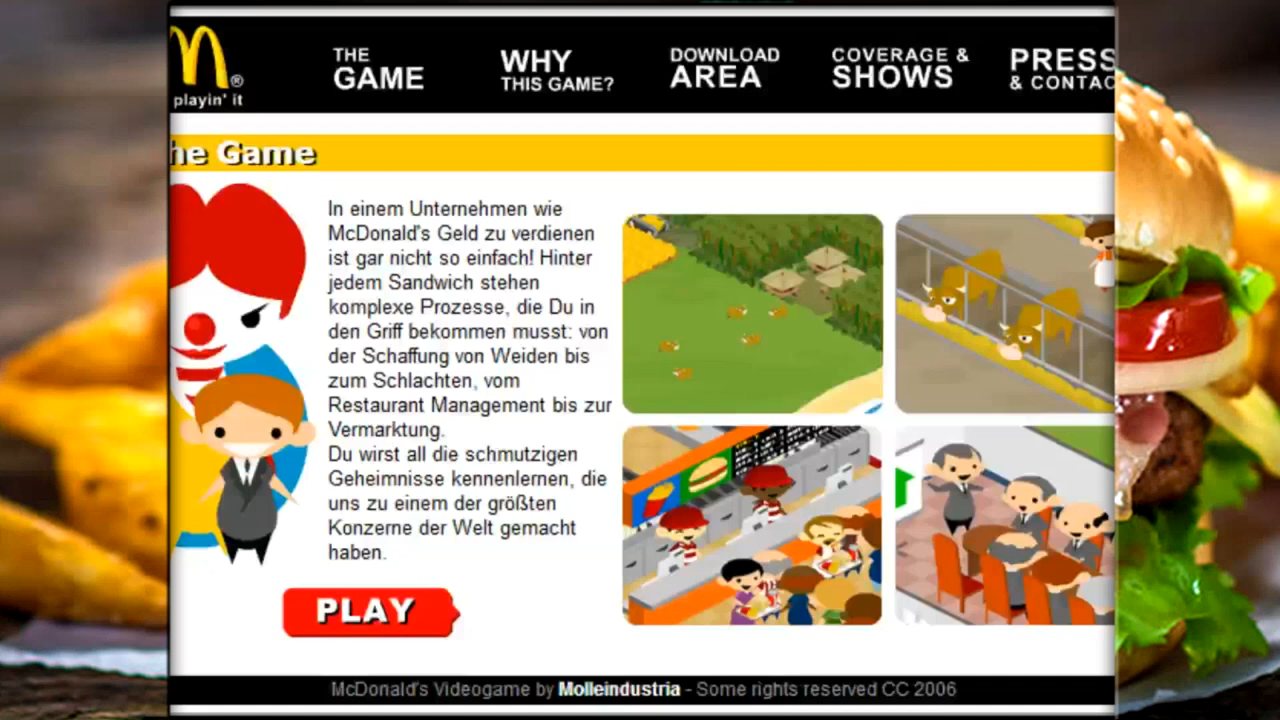 ®
playin' it
THE
GAME
WHY
THIS GAME?
DOWNLOAD
AREA
COVERAGE &
SHOWS
PRESS
& CONTAC
he Game
In einem Unternehmen wie
McDonald's Geld zu verdienen
ist gar nicht so einfach! Hinter
jedem Sandwich stehen
komplexe Prozesse, die Du in
den Griff bekommen musst: von
der Schaffung von Weiden bis
zum Schlachten, vom
Restaurant Management bis zur
Vermarktung.
Du wirst all die schmutzigen
Geheimnisse kennenlernen, die
uns zu einem der größten
Konzerne der Welt gemacht
haben.
PLAY
McDonald's Videogame by Molleindustria - Some rights reserved CC 2006